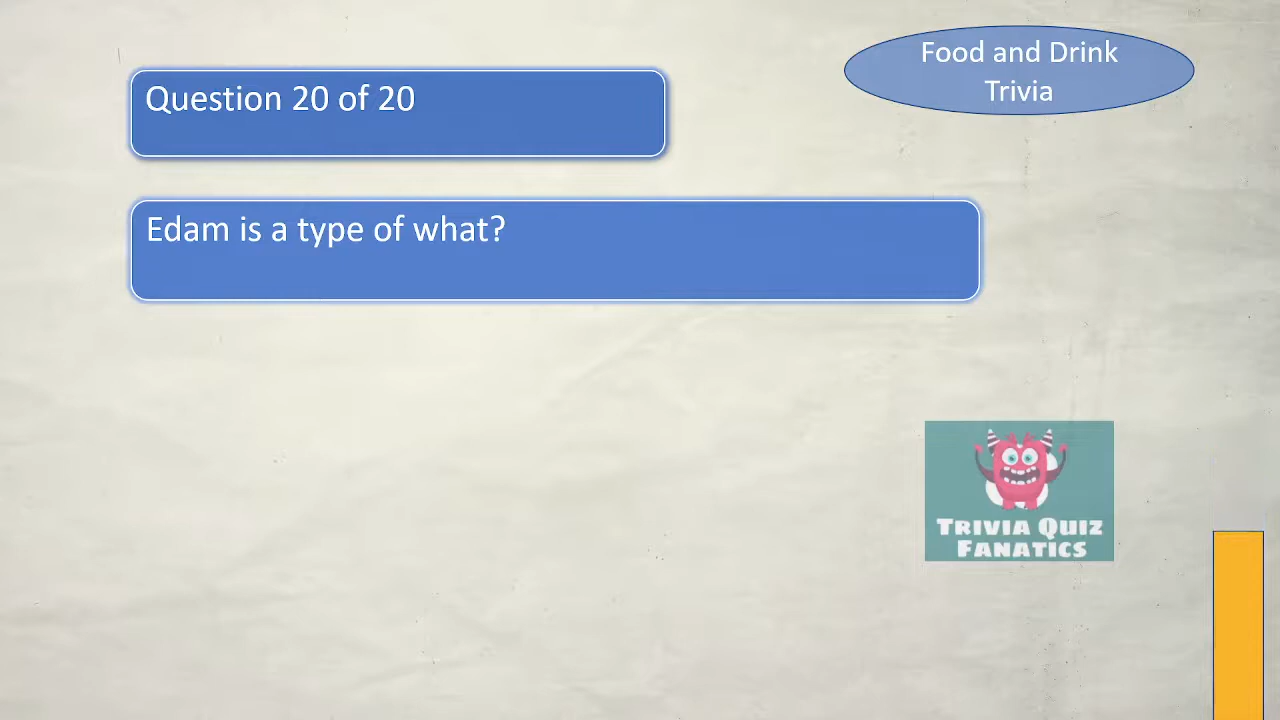 Food and Drink
Trivia
Question 20 of 20
Edam is a type of what?
TRIVIA QUIZ
FANATICS